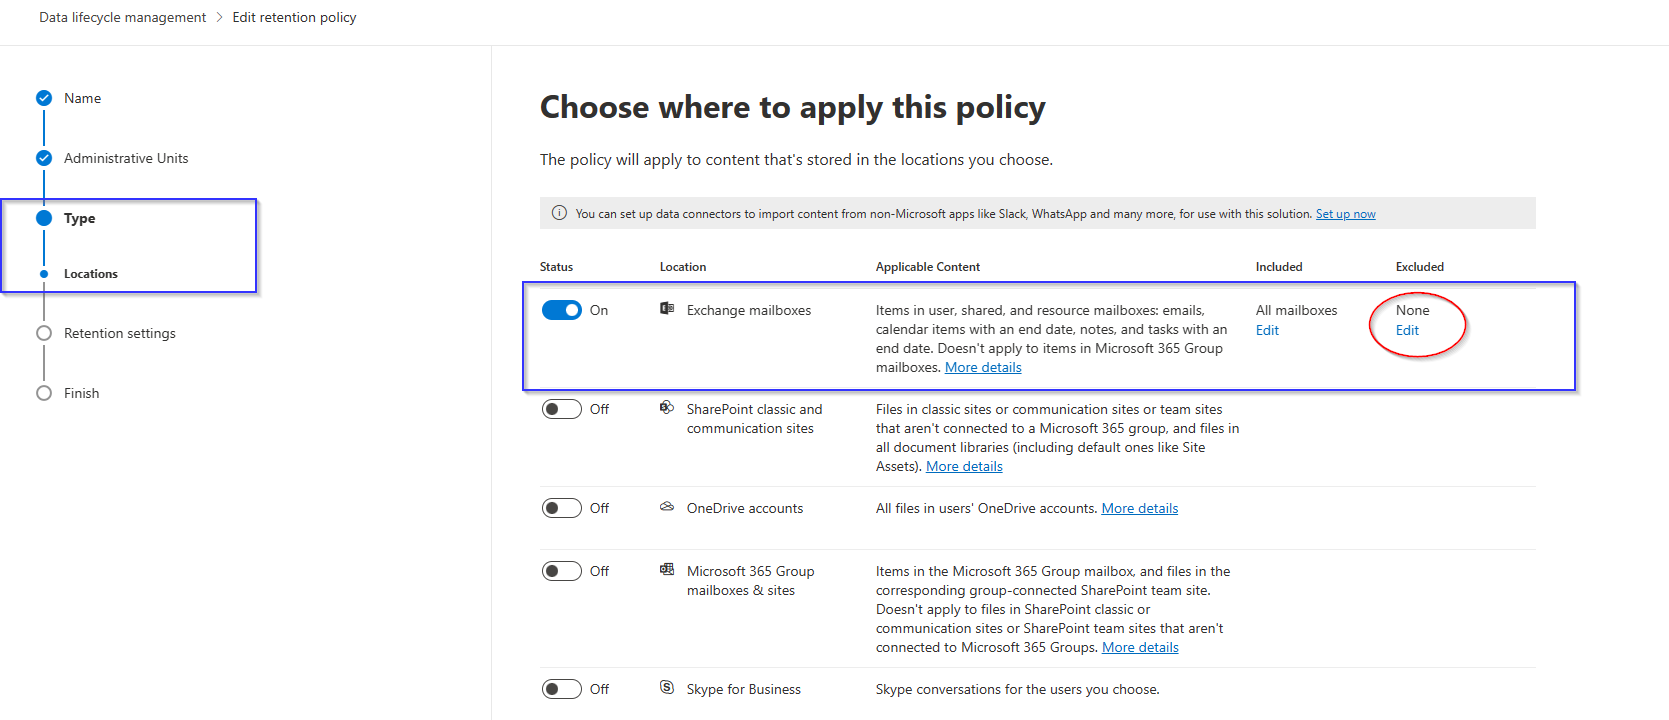 Data lifecycle management > Edit retention policy
Name
Administrative Units
Type
Locations
Retention settings
Finish
Choose where to apply this policy
The policy will apply to content that's stored in the locations you choose.
You can set up data connectors to import content from non-Microsoft apps like Slack, WhatsApp and many more, for use with this solution. Set up now
Status Location Applicable Content Included Excluded
On Exchange mailboxes Items in user, shared, and resource mailboxes: emails, All mailboxes None
calendar items with an end date, notes, and tasks with an Edit Edit
end date. Doesn't apply to items in Microsoft 365 Group
mailboxes. More details
Off SharePoint classic and Files in classic sites or communication sites or team sites
communication sites that aren't connected to a Microsoft 365 group, and files in
all document libraries (including default ones like Site
Assets). More details
Off OneDrive accounts All files in users' OneDrive accounts. More details
Off Microsoft 365 Group Items in the Microsoft 365 Group mailbox, and files in the
mailboxes & sites corresponding group-connected SharePoint team site.
Doesn't apply to files in SharePoint classic or
communication sites or SharePoint team sites that aren't
connected to Microsoft 365 Groups. More details
Off Skype for Business Skype conversations for the users you choose.